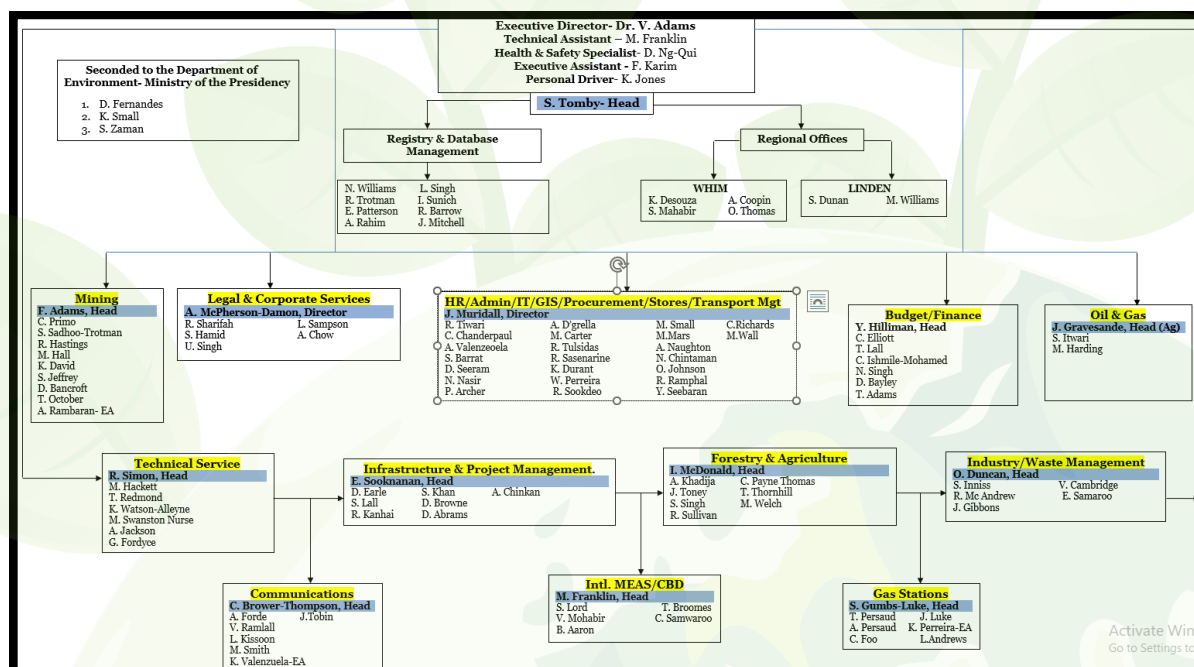 Executive Director- Dr. V. Adams
Technical Assistant – M. Franklin
Health & Safety Specialist- D. Ng-Qui
Executive Assistant - F. Karim
Personal Driver- K. Jones
Seconded to the Department of
Environment- Ministry of the Presidency
1. D. Fernandes
2. K. Small
3. S. Zaman
S. Tomby- Head
Registry & Database
Management
N. Williams L. Singh
R. Trotman I. Sunich
E. Patterson R. Barrow
A. Rahim J. Mitchell
Regional Offices
WHIM
K. Desouza A. Coopin
S. Mahabir O. Thomas
LINDEN
S. Dunan M. Williams
Mining
F. Adams, Head
C. Primo
S. Sadhoo-Trotman
R. Hastings
M. Hall
K. David
S. Jeffrey
D. Bancroft
T. October
A. Rambaran- EA
Legal & Corporate Services
A. McPherson-Damon, Director
R. Sharifah L. Sampson
S. Hamid A. Chow
U. Singh
HR/Admin/IT/GIS/Procurement/Stores/Transport Mgt
J. Muridall, Director
R. Tiwari A. D'grella M. Small C.Richards
C. Chanderpaul M. Carter M.Mars M.Wall
A. Valenzeoela R. Tulsidas A. Naughton
S. Barrat R. Sasenarine N. Chintaman
D. Seeram K. Durant O. Johnson
N. Nasir W. Perreira R. Ramphal
P. Archer R. Sookdeo Y. Seebaran
Budget/Finance
Y. Hilliman, Head
C. Elliott
T. Lall
C. Ishmile-Mohamed
N. Singh
D. Bayley
T. Adams
Oil & Gas
J. Gravesande, Head (Ag)
S. Itwari
M. Harding
Technical Service
R. Simon, Head
M. Hackett
T. Redmond
K. Watson-Alleyne
M. Swanston Nurse
A. Jackson
G. Fordyce
Infrastructure & Project Management.
E. Sooknanan, Head
D. Earle S. Khan A. Chinkan
S. Lall D. Browne
R. Kanhai D. Abrams
Forestry & Agriculture
I. McDonald, Head
A. Khadija C. Payne Thomas
J. Toney T. Thornhill
S. Singh M. Welch
R. Sullivan
Industry/Waste Management
O. Duncan, Head
S. Inniss V. Cambridge
R. Mc Andrew E. Samaroo
J. Gibbons
Communications
C. Brower-Thompson, Head
A. Forde J.Tobin
V. Ramlall
L. Kissoon
M. Smith
K. Valenzuela-EA
Intl. MEAS/CBD
M. Franklin, Head
S. Lord T. Broomes
V. Mohabir C. Samwaroo
B. Aaron
Gas Stations
S. Gumbs-Luke, Head
T. Persaud J. Luke
A. Persaud K. Perreira-EA
C. Foo L.Andrews
Activate Win
Go to Settings to